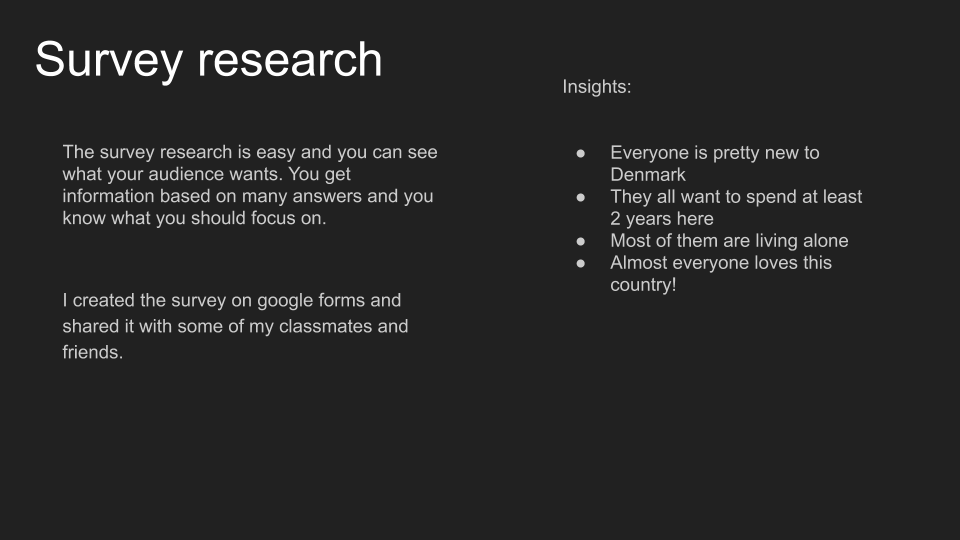 Survey research
The survey research is easy and you can see
what your audience wants. You get
information based on many answers and you
know what you should focus on.
I created the survey on google forms and
shared it with some of my classmates and
friends.
Insights:
● Everyone is pretty new to
Denmark
● They all want to spend at least
2 years here
● Most of them are living alone
● Almost everyone loves this
country!